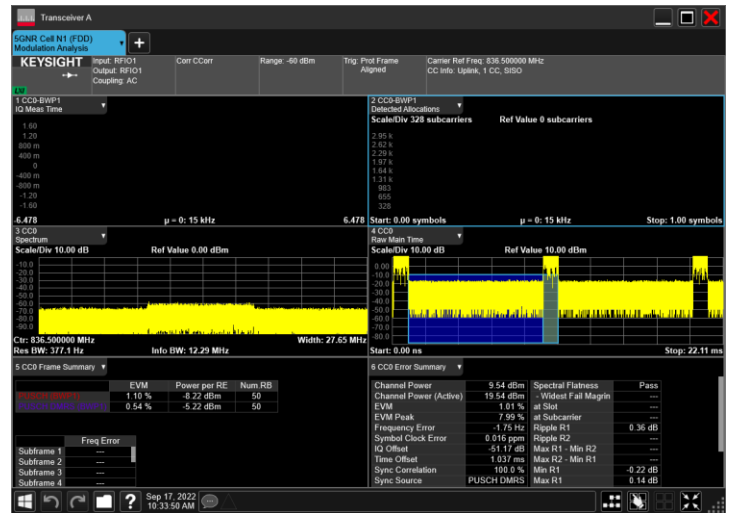 Transceiver A
5GNR Cell N1 (FDD)
Modulation Analysis
KEYSIGHT
LXI
Input: RFIO1
Output: RFIO1
Coupling: AC
Corr CCorr
Range: -60 dBm
Trig: Prot Frame
Aligned
Carrier Ref Freq: 836.500000 MHz
CC Info: Uplink, 1 CC, SISO
1 CC0-BWP1
IQ Meas Time
1.60
1.20
800 m
400 m
0
-400 m
-800 m
-1.20
-1.60
-6.478 μ = 0: 15 kHz 6.478
2 CC0-BWP1
Detected Allocations
Scale/Div 328 subcarriers Ref Value 0 subcarriers
2.95 k
2.62 k
2.29 k
1.97 k
1.64 k
1.31 k
983
655
328
Start: 0.00 symbols μ = 0: 15 kHz Stop: 1.00 symbols
3 CC0
Spectrum
Scale/Div 10.00 dB Ref Value 0.00 dBm
-10.0
-20.0
-30.0
-40.0
-50.0
-60.0
-70.0
-90.0
Ctr: 836.500000 MHz Width: 27.65 MHz
Res BW: 377.1 Hz Info BW: 12.29 MHz
4 CC0
Raw Main Time
Scale/Div 10.00 dB Ref Value 10.00 dBm
0.00
-10.0
-20.0
-30.0
-40.0
-50.0
-60.0
-80.0
Start: 0.00 ns Stop: 22.11 ms
5 CC0 Frame Summary
EVM Power per RE Num.RB
PUSCH (BWP1) 1.10 % -8.22 dBm 50
0.54 % -5.22 dBm 50
Freq Error
Subframe 1 ---
Subframe 2 ---
Subframe 3 ---
Subframe 4 ---
6 CC0 Error Summary
Channel Power 9.54 dBm Spectral Flatness Pass
Channel Power (Active) 19.54 dBm - Widest Fail Magrin ---
EVM 1.01 % at Slot ---
EVM Peak 7.99 % at Subcarrier ---
Frequency Error -1.75 Hz Ripple R1 0.36 dB
Symbol Clock Error 0.016 ppm Ripple R2 ---
IQ Offset -51.17 dB Max R1 - Min R2 ---
Time Offset 1.037 ms Max R2 - Min R1 ---
Sync Correlation 100.0 % Min R1 -0.22 dB
Sync Source PUSCH DMRS Max R1 0.14 dB
? Sep 17, 2022
10:33:50 AM